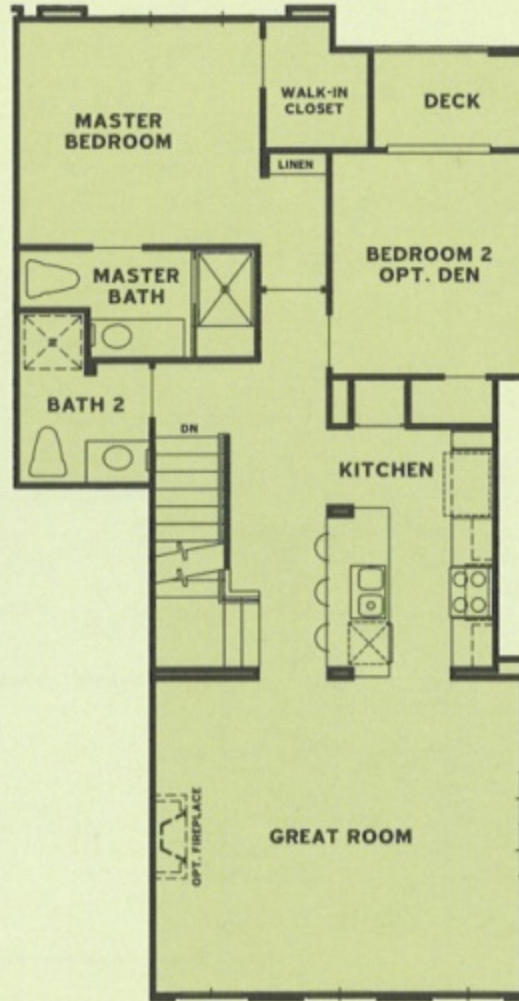 WALK-IN
CLOSET
DECK
MASTER
BEDROOM
LINEN
BEDROOM 2
OPT. DEN
MASTER
BATH
BATH 2
DN
KITCHEN
OPT. FIREPLACE
GREAT ROOM